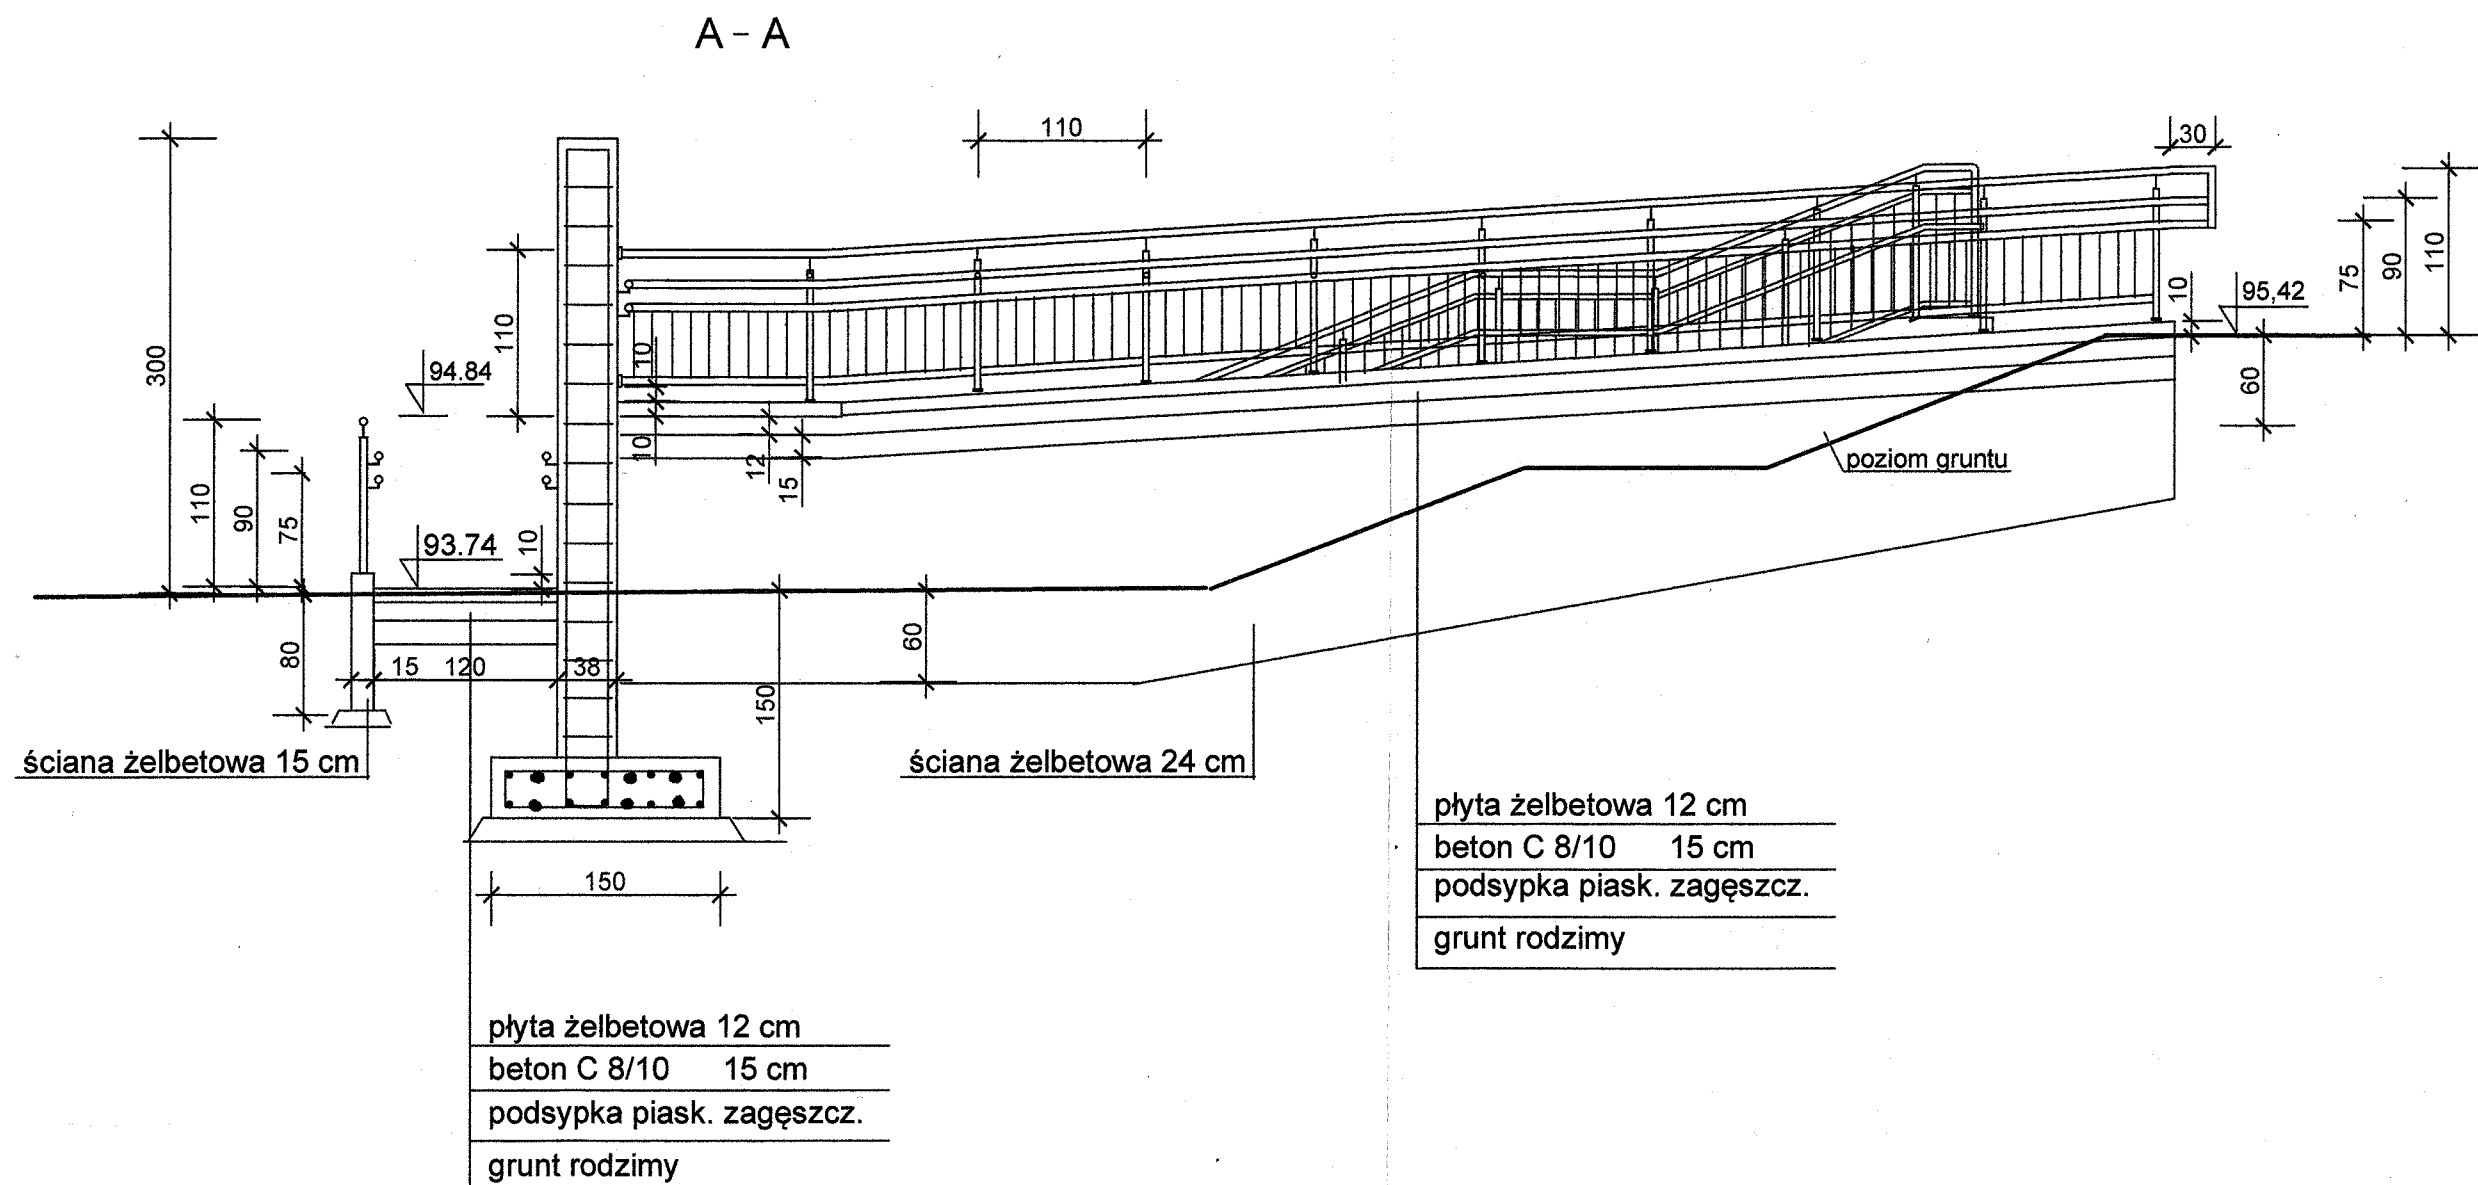 A - A
110
30
300
110
10
94.84
10
12
15
110
90
75
93.74
10
80
15
120
38
60
150
150
10
95,42
75
90
110
60
poziom gruntu
ściana żelbetowa 15 cm
ściana żelbetowa 24 cm
płyta żelbetowa 12 cm
beton C 8/10 15 cm
podsypka piask. zagęszcz.
grunt rodzimy
płyta żelbetowa 12 cm
beton C 8/10 15 cm
podsypka piask. zagęszcz.
grunt rodzimy